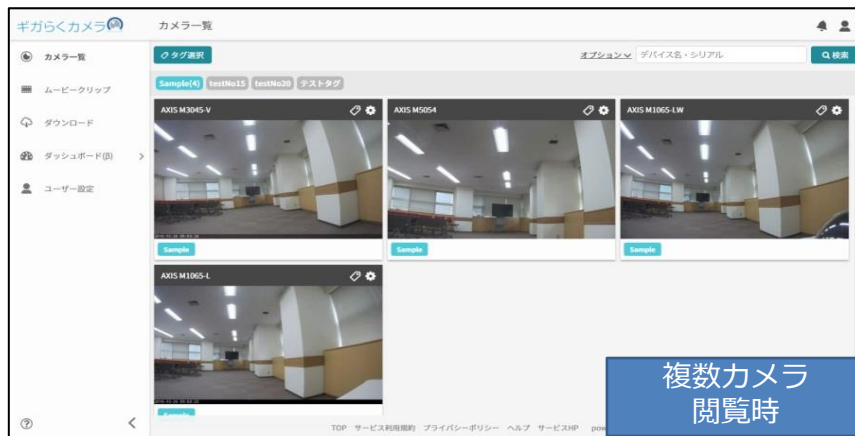 ギガらくカメラ
カメラ一覧
カメラ一覧
ムービークリップ
ダウンロード
ダッシュボード(β)
ユーザー設定
タグ選択
オプション
デバイス名・シリアル
検索
Sample(4) testNo15 testNo20 テストタグ
AXIS M3045-V
Sample
AXIS M5054
Sample
AXIS M1065-LW
Sample
AXIS M1065-L
Sample
複数カメラ
閲覧時
TOP サービス利用規約 プライバシーポリシー ヘルプ サービスHP